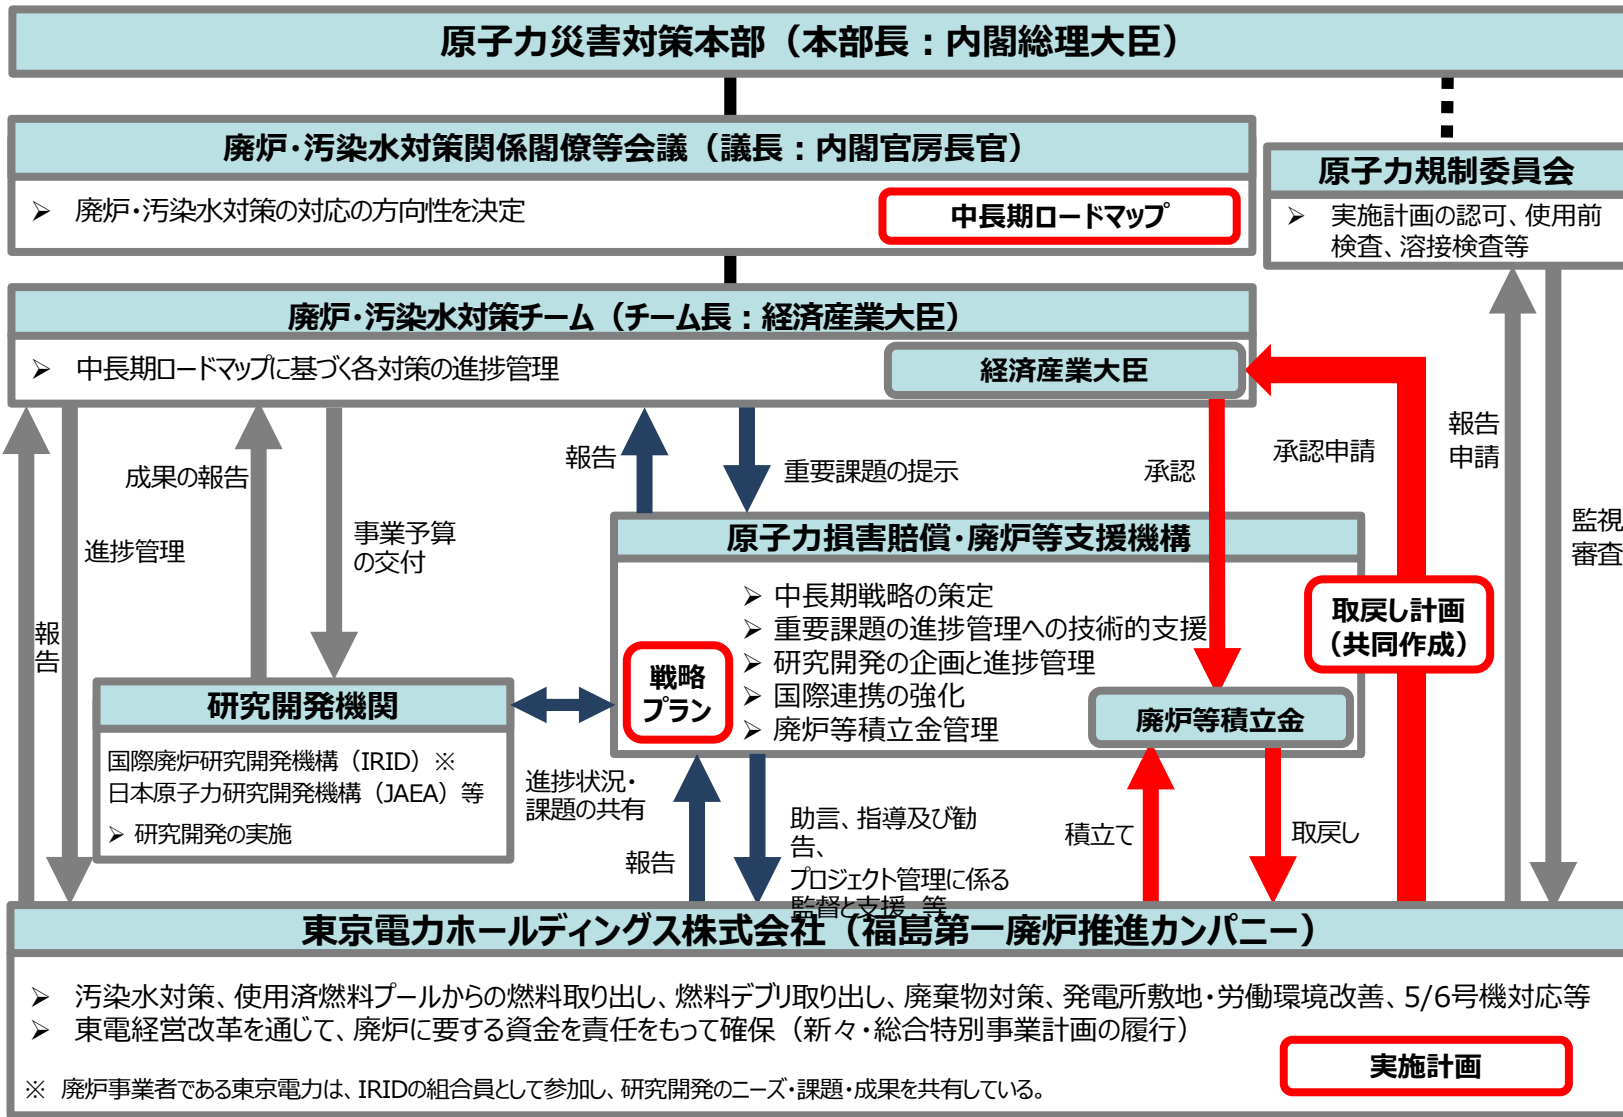 原子力災害対策本部（本部長：内閣総理大臣）
廃炉・汚染水対策関係閣僚等会議（議長：内閣官房長官）
➢ 廃炉・汚染水対策の対応の方向性を決定
中長期ロードマップ
原子力規制委員会
➢ 実施計画の認可、使用前
検査、溶接検査等
廃炉・汚染水対策チーム（チーム長：経済産業大臣）
➢ 中長期ロードマップに基づく各対策の進捗管理
経済産業大臣
報告
進捗管理
成果の報告
事業予算
の交付
報告
重要課題の提示
承認
承認申請
報告
申請
監視
審査
原子力損害賠償・廃炉等支援機構
➢ 中長期戦略の策定
➢ 重要課題の進捗管理への技術的支援
➢ 研究開発の企画と進捗管理
➢ 国際連携の強化
➢ 廃炉等積立金管理
戦略
プラン
廃炉等積立金
取戻し計画
（共同作成）
研究開発機関
国際廃炉研究開発機構（IRID）※
日本原子力研究開発機構（JAEA）等
➢ 研究開発の実施
進捗状況・
課題の共有
報告
助言、指導及び勧
告、
プロジェクト管理に係る
監督と支援 等
積立て
取戻し
東京電力ホールディングス株式会社（福島第一廃炉推進カンパニー）
➢ 汚染水対策、使用済燃料プールからの燃料取り出し、燃料デブリ取り出し、廃棄物対策、発電所敷地・労働環境改善、5/6号機対応等
➢ 東電経営改革を通じて、廃炉に要する資金を責任をもって確保（新々・総合特別事業計画の履行）
実施計画
※ 廃炉事業者である東京電力は、IRIDの組合員として参加し、研究開発のニーズ・課題・成果を共有している。